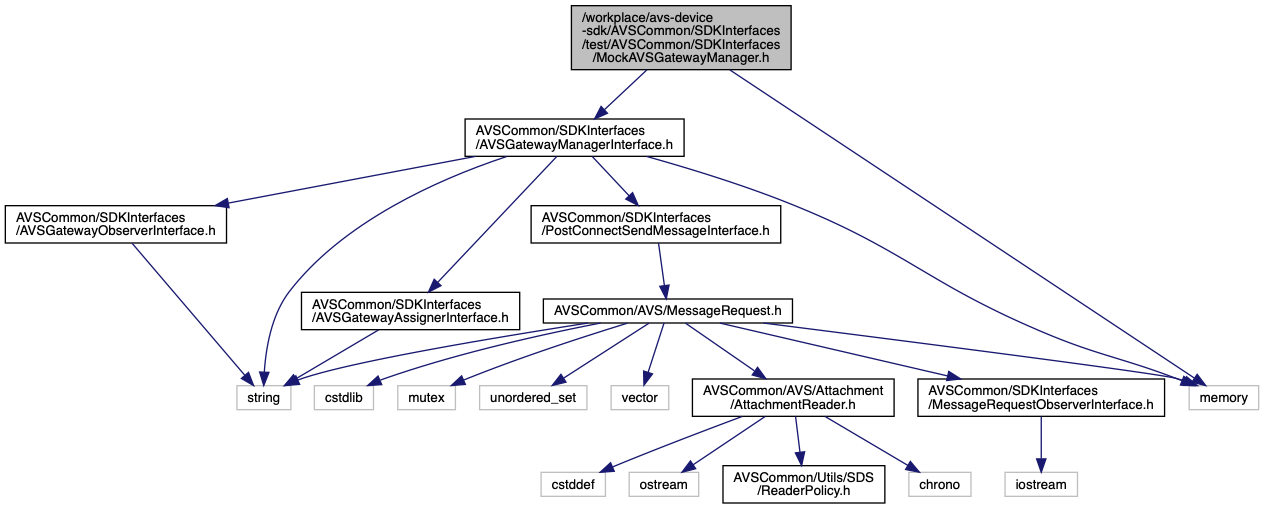 /workplace/avs-device
-sdk/AVSCommon/SDKInterfaces
/test/AVSCommon/SDKInterfaces
/MockAVSGatewayManager.h
AVSCommon/SDKInterfaces
/AVSGatewayManagerInterface.h
AVSCommon/SDKInterfaces
/AVSGatewayObserverInterface.h
AVSCommon/SDKInterfaces
/PostConnectSendMessageInterface.h
AVSCommon/SDKInterfaces
/AVSGatewayAssignerInterface.h
AVSCommon/AVS/MessageRequest.h
string
cstdlib
mutex
unordered_set
vector
AVSCommon/AVS/Attachment
/AttachmentReader.h
AVSCommon/SDKInterfaces
/MessageRequestObserverInterface.h
memory
cstddef
ostream
AVSCommon/Utils/SDS
/ReaderPolicy.h
chrono
iostream